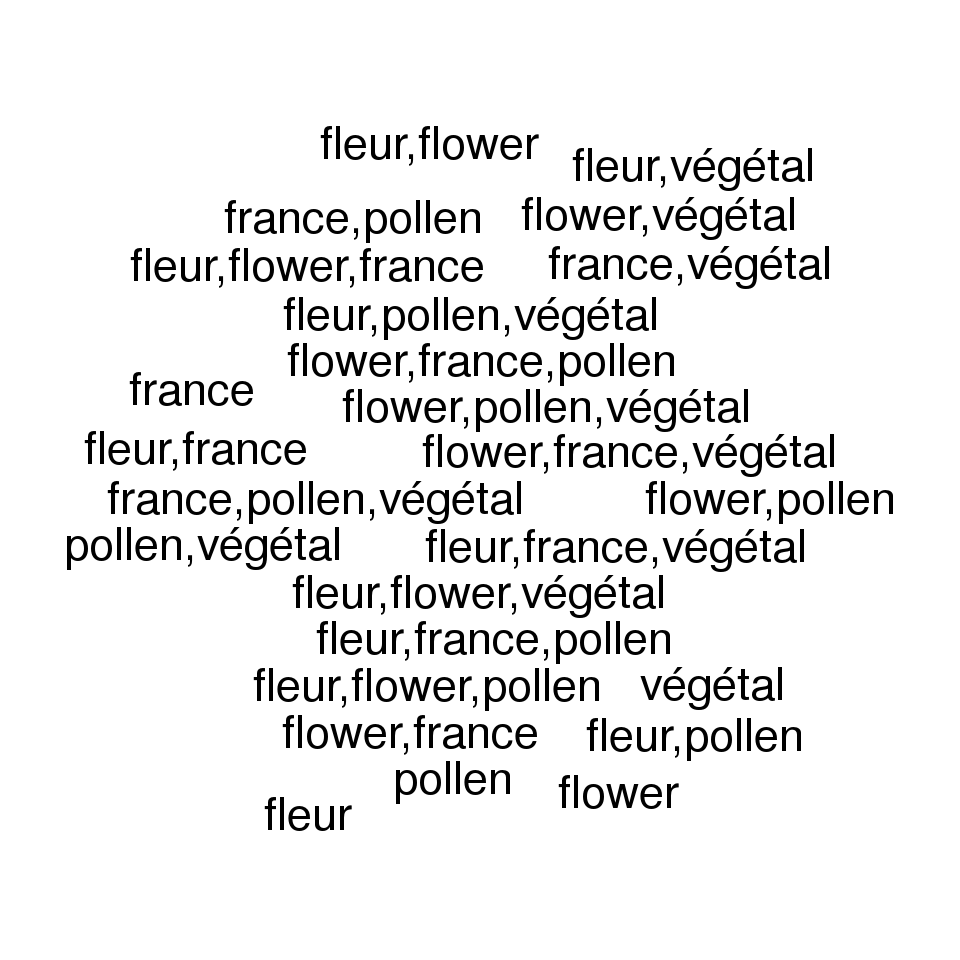 fleur,flower
fleur,végétal
france,pollen
flower,végétal
fleur,flower,france
france,végétal
fleur,pollen,végétal
flower,france,pollen
france
flower,pollen,végétal
fleur,france
flower,france,végétal
france,pollen,végétal
flower,pollen
pollen,végétal
fleur,france,végétal
fleur,flower,végétal
fleur,france,pollen
fleur,flower,pollen
végétal
flower,france
fleur,pollen
pollen
flower
fleur